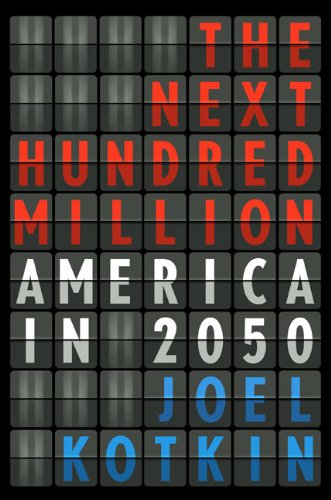 THE
NEXT
HUNDRED
MILLION
AMERICA
IN 2050
JOEL
KOTKIN